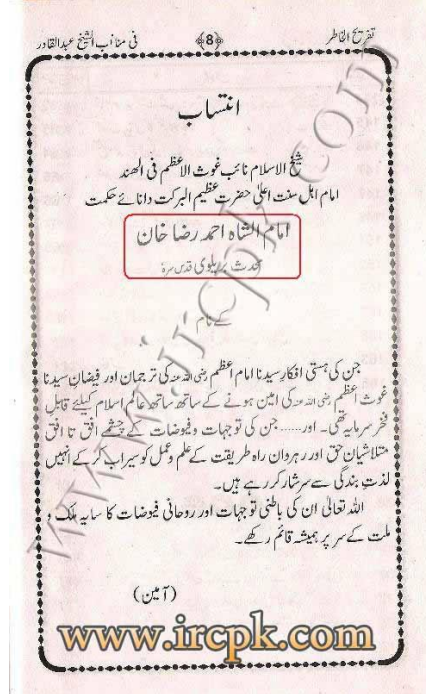 تفریح الخاطر
﴿8﴾
فی مناقب الشیخ عبدالقادر
انتساب
شیخ الاسلام نائب غوث الاعظم فی الھند
امام اہل سنت اعلیٰ حضرت عظیم البرکت دانائے حکمت
امام الشاہ احمد رضا خان
محدث بریلوی قدس سرہ
کے نام
جن کی ہستی افکارِ سیدنا امام اعظم رضی اللہ عنہ کی ترجمان اور فیضانِ سیدنا
غوث اعظم رضی اللہ عنہ کی امین ہونے کے ساتھ ساتھ عالم اسلام کیلئے قابلِ
فخر سرمایہ تھی۔ اور..... جن کی توجہات و فیوضات کے چشمے افق تا افق
متلاشیان حق اور رہروان راہ طریقت کے علم و عمل کو سیراب کر کے انہیں
لذتِ بندگی سے سرشار کر رہے ہیں۔
اللہ تعالیٰ ان کی باطنی توجہات اور روحانی فیوضات کا سایہ ملک و
ملت کے سر پر ہمیشہ قائم رکھے۔
(آمین)
www.ircpk.com
www.ircpk.com